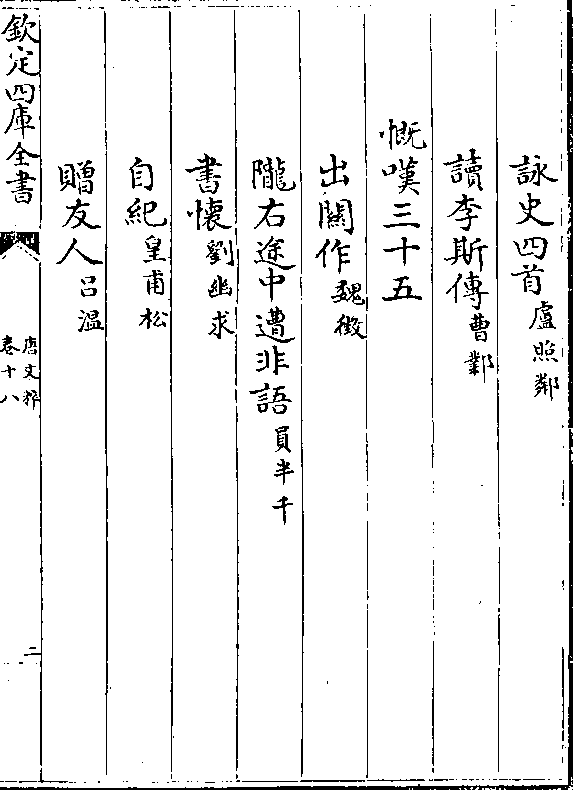 詠史四首盧照鄰
讀李斯傳曹鄴
慨嘆三十五
出關作魏徵
隴右途中遭非語員半千
書懷劉幽求
自紀皇甫松
贈友人吕溫
欽定四庫全書
唐文粹
卷十八
二